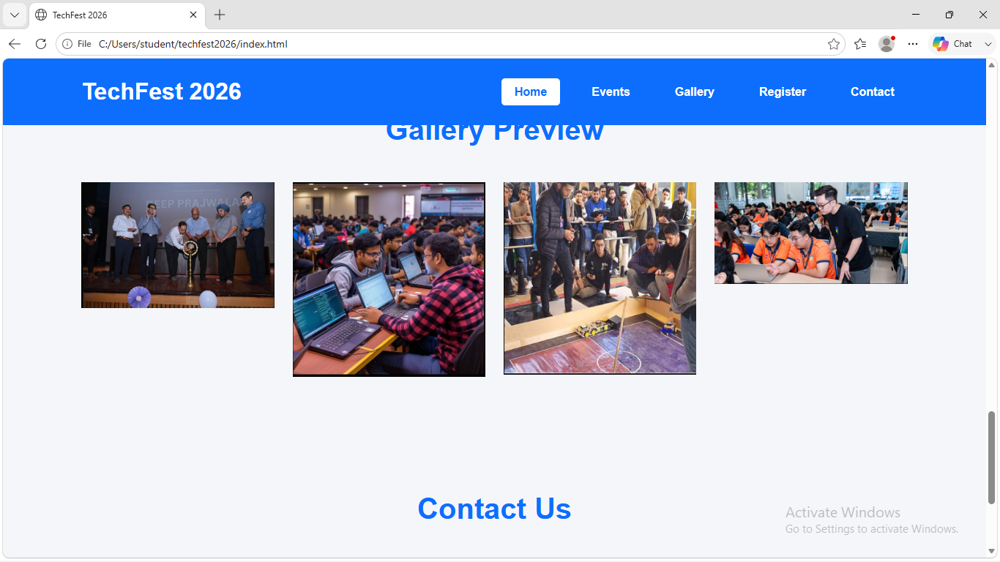 TechFest 2026
File C:/Users/student/techfest2026/index.html
Chat
TechFest 2026
Home Events Gallery Register Contact
Gallery Preview
DEEP PRAJWALA
Contact Us
Activate Windows
Go to Settings to activate Windows.